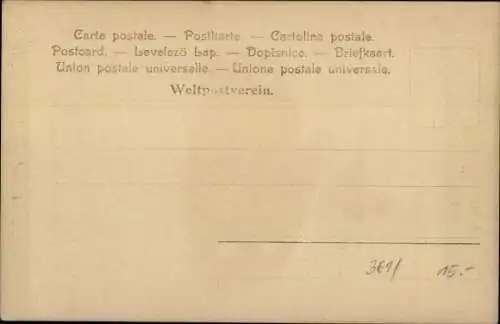 Carte postale. — Postkarte — Cartolina postale.
Postcard. — Levelező Lap. — Dopisnice. — Briefkaart.
Union postale universelle. — Unione postale universale.
Weltpostverein.
15.-